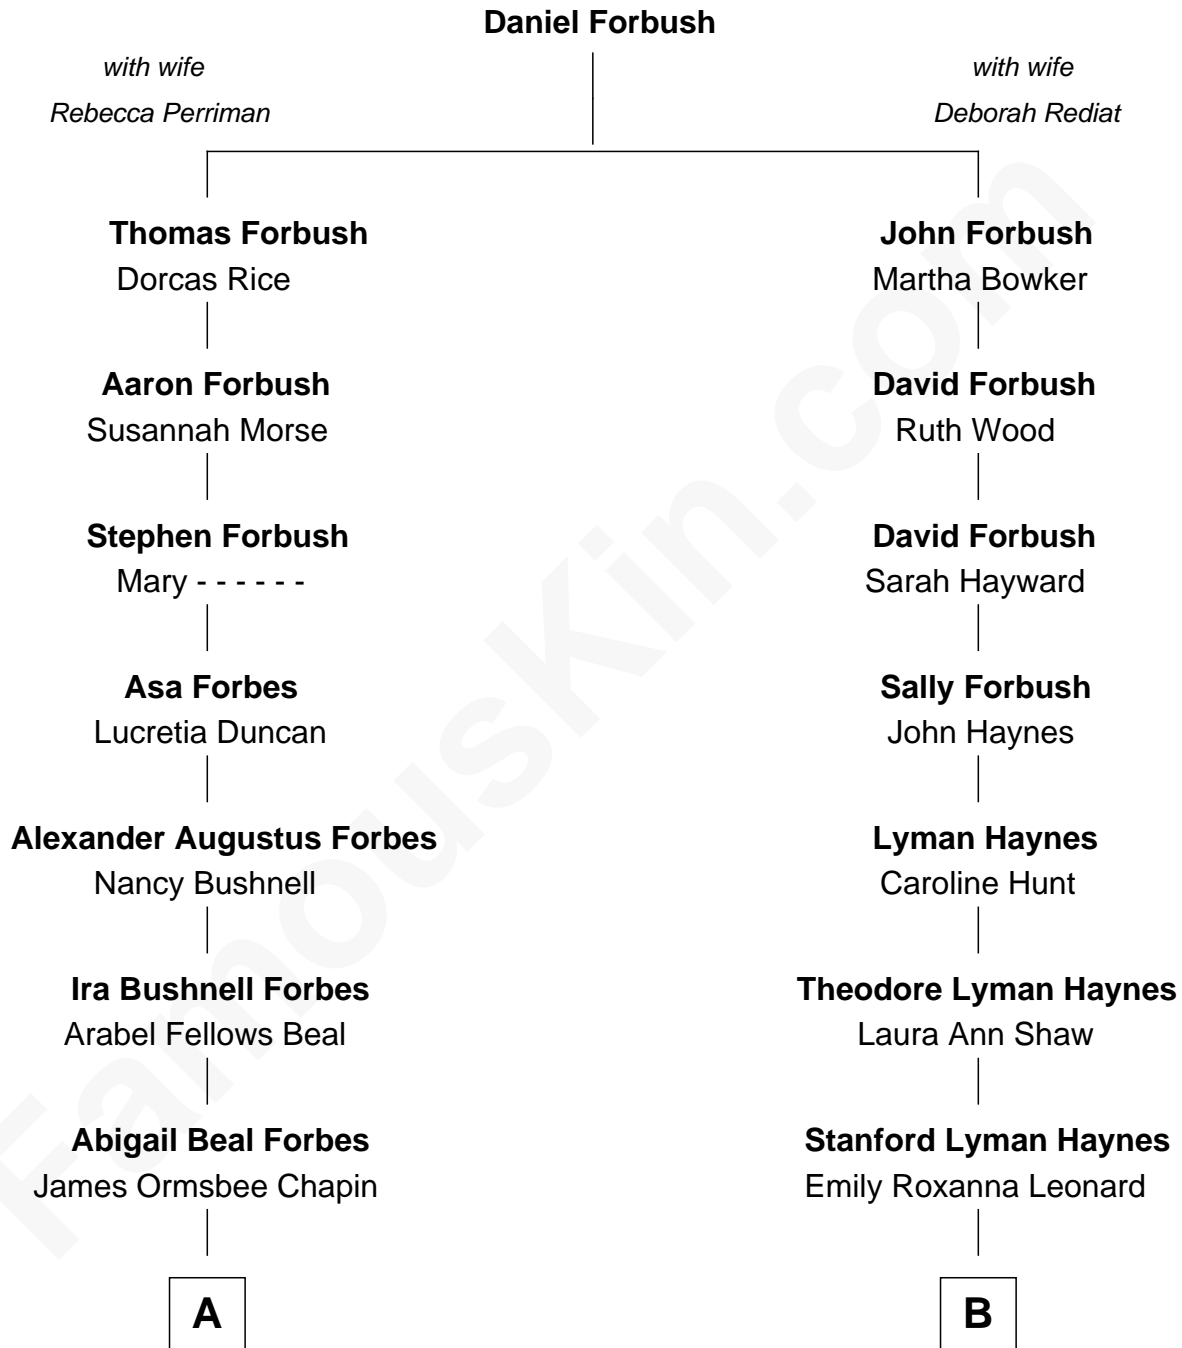 Daniel Forbush
with wife
Rebecca Perriman
with wife
Deborah Rediat
Thomas Forbush
Dorcas Rice
John Forbush
Martha Bowker
Aaron Forbush
Susannah Morse
David Forbush
Ruth Wood
Stephen Forbush
Mary - - - - - -
David Forbush
Sarah Hayward
Asa Forbes
Lucretia Duncan
Sally Forbush
John Haynes
Alexander Augustus Forbes
Nancy Bushnell
Lyman Haynes
Caroline Hunt
Ira Bushnell Forbes
Arabel Fellows Beal
Theodore Lyman Haynes
Laura Ann Shaw
Abigail Beal Forbes
James Ormsbee Chapin
Stanford Lyman Haynes
Emily Roxanna Leonard
A
B
FamousKin.com